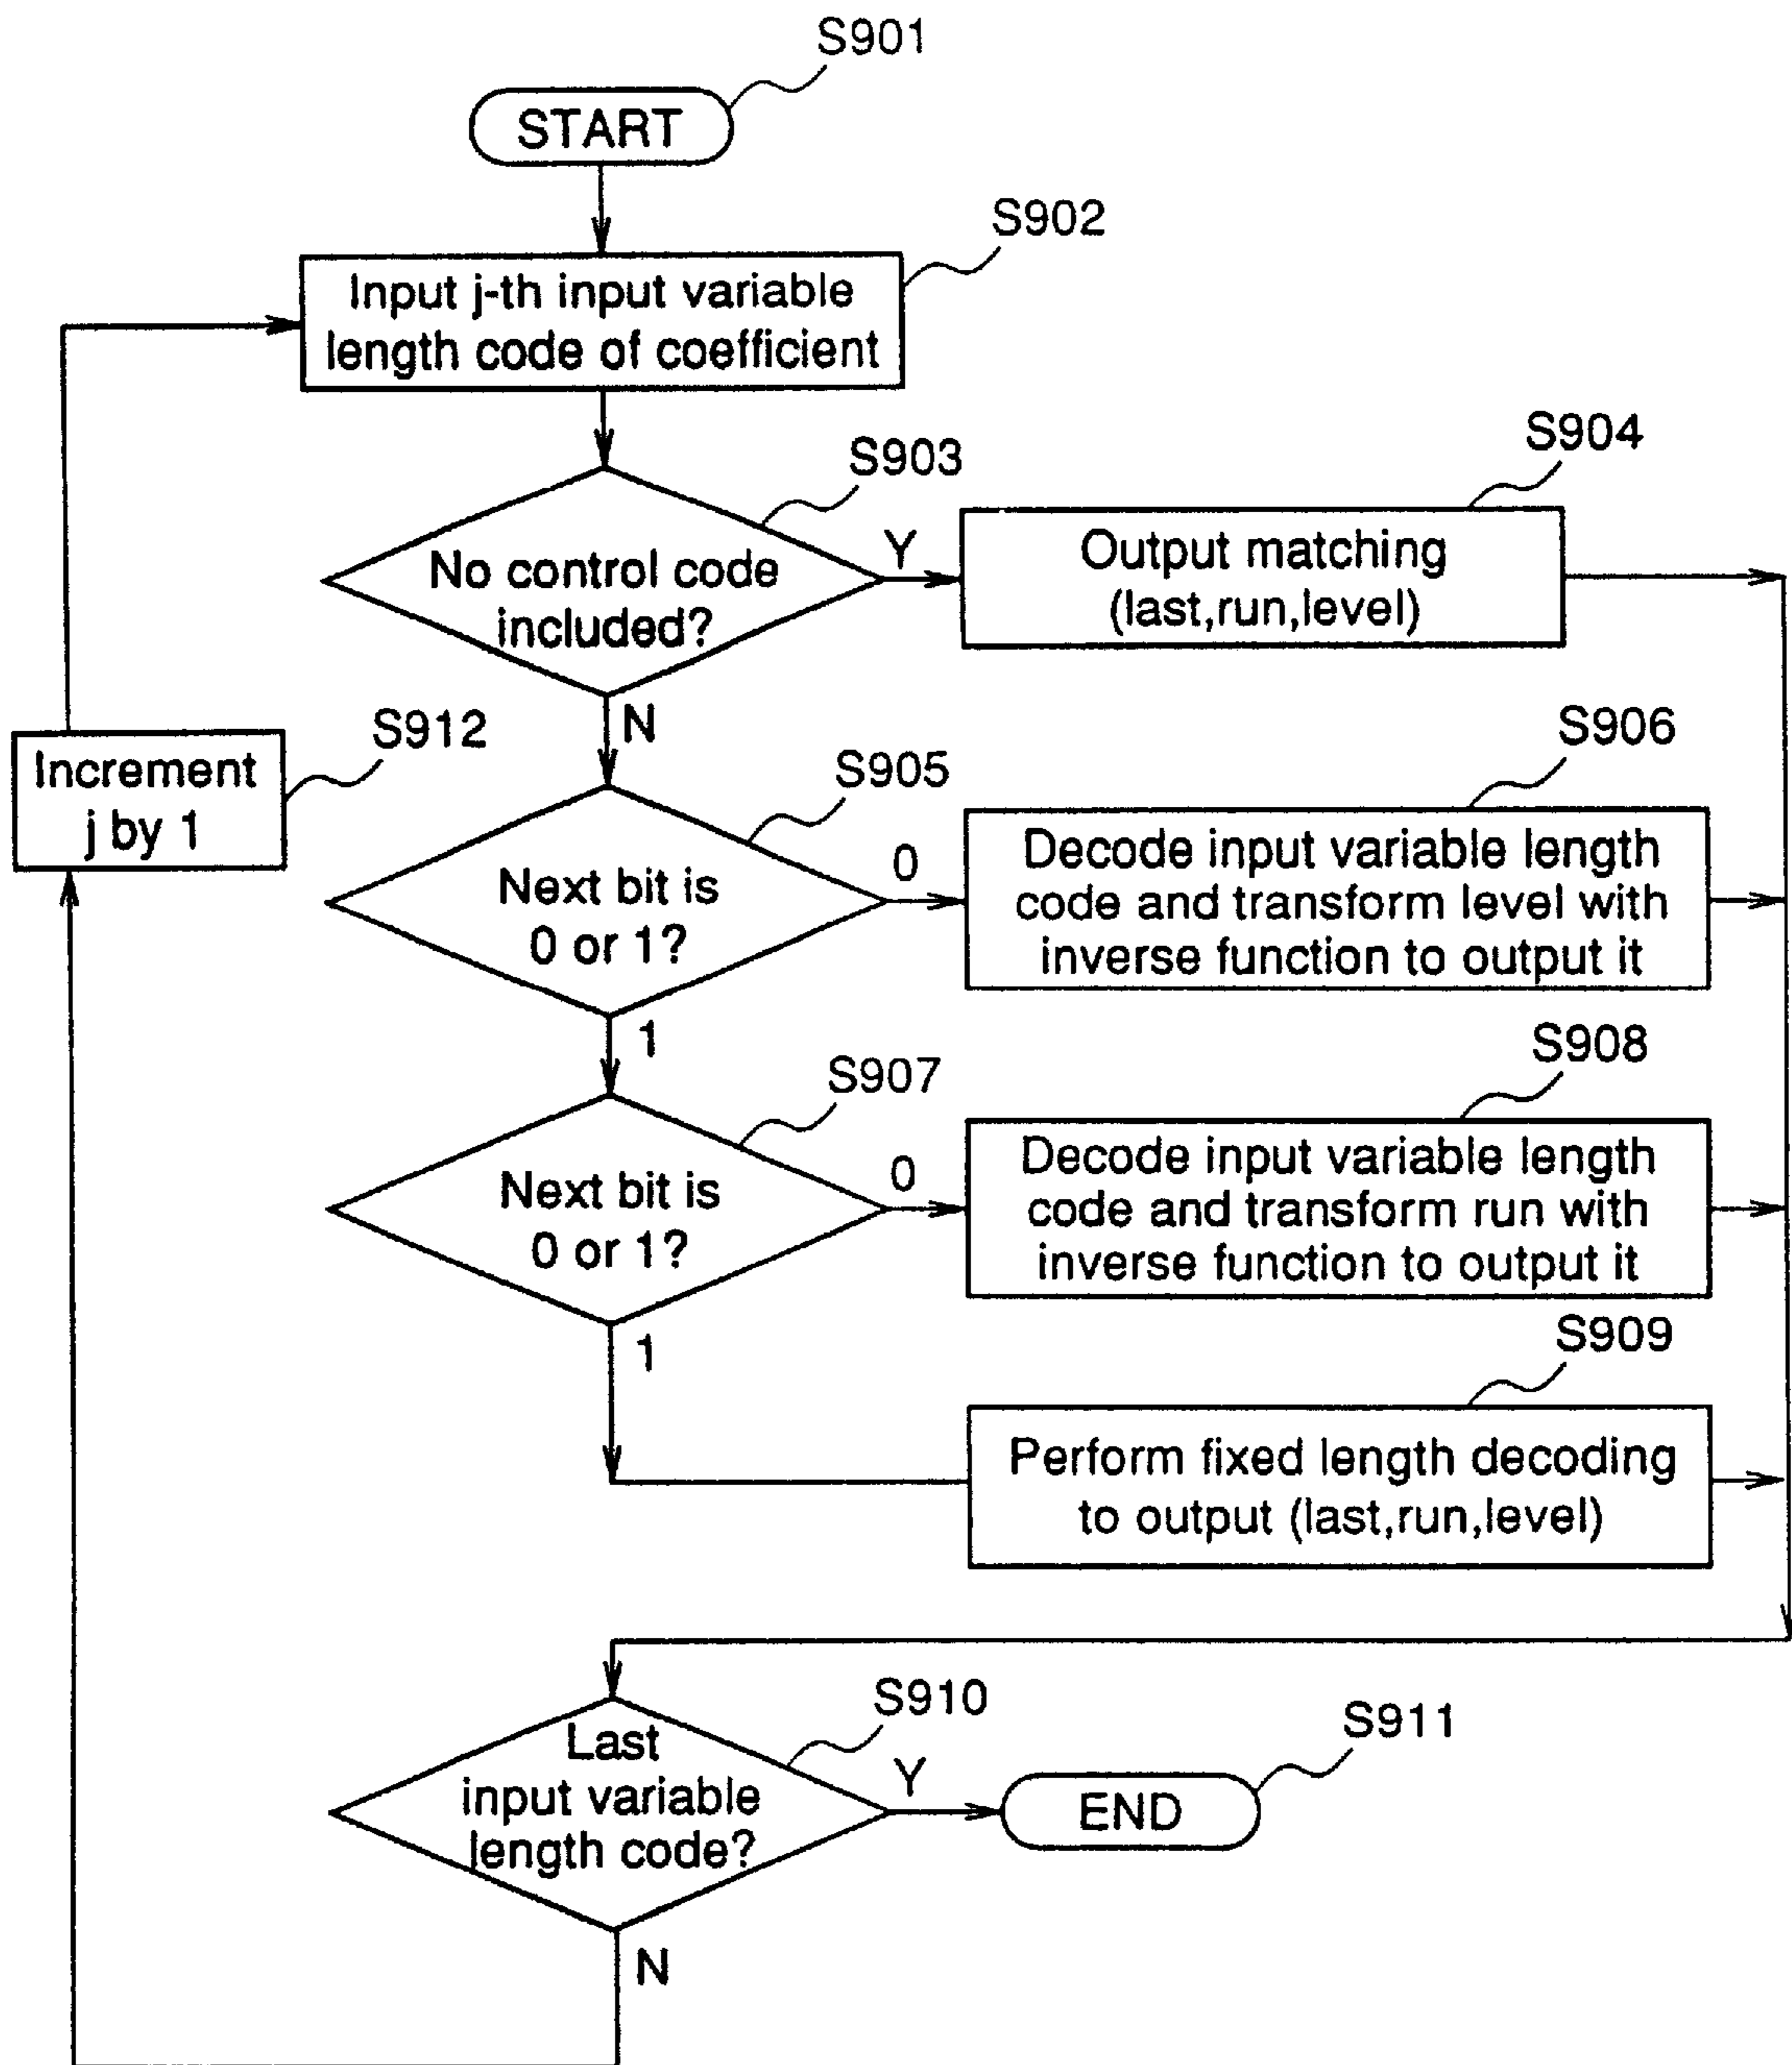 S901
START
S902
Input j-th input variable
length code of coefficient
S903
No control code
included?
Y
S904
Output matching
(last,run,level)
N
S912
Increment
j by 1
S905
Next bit is
0 or 1?
0
S906
Decode input variable length
code and transform level with
inverse function to output it
1
S907
Next bit is
0 or 1?
0
S908
Decode input variable length
code and transform run with
inverse function to output it
1
S909
Perform fixed length decoding
to output (last,run,level)
S910
Last
input variable
length code?
Y
S911
END
N